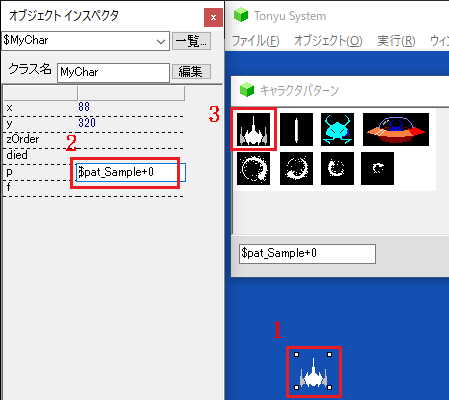 オブジェクト インスペクタ
x
$MyChar
一覧...
クラス名
MyChar
編集
x
88
y
320
zOrder
died
p
$pat_Sample+0
f
2
3
Tonyu System
ファイル(F) オブジェクト(O) 実行(R) ウィン
キャラクタパターン
$pat_Sample+0
1